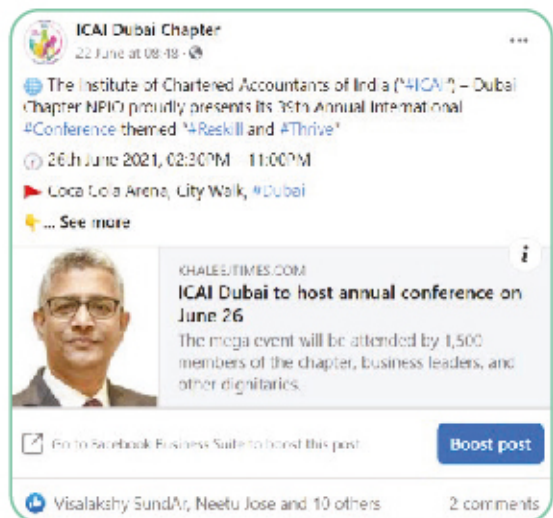 ICAI Dubai Chapter
22 June at 08:48 ·
The Institute of Chartered Accountants of India ("#ICAI") – Dubai
Chapter NPIO proudly presents its 39th Annual International
#Conference themed "#Reskill and #Thrive"
26th June 2021, 02:30PM – 11:00PM
Coca Cola Arena, City Walk, #Dubai
... See more
KHALEEJTIMES.COM
ICAI Dubai to host annual conference on
June 26
The mega event will be attended by 1,500
members of the chapter, business leaders, and
other dignitaries.
Go to Facebook Business Suite to boost this post
Boost post
Visalakshy SundAr, Neetu Jose and 10 others 2 comments